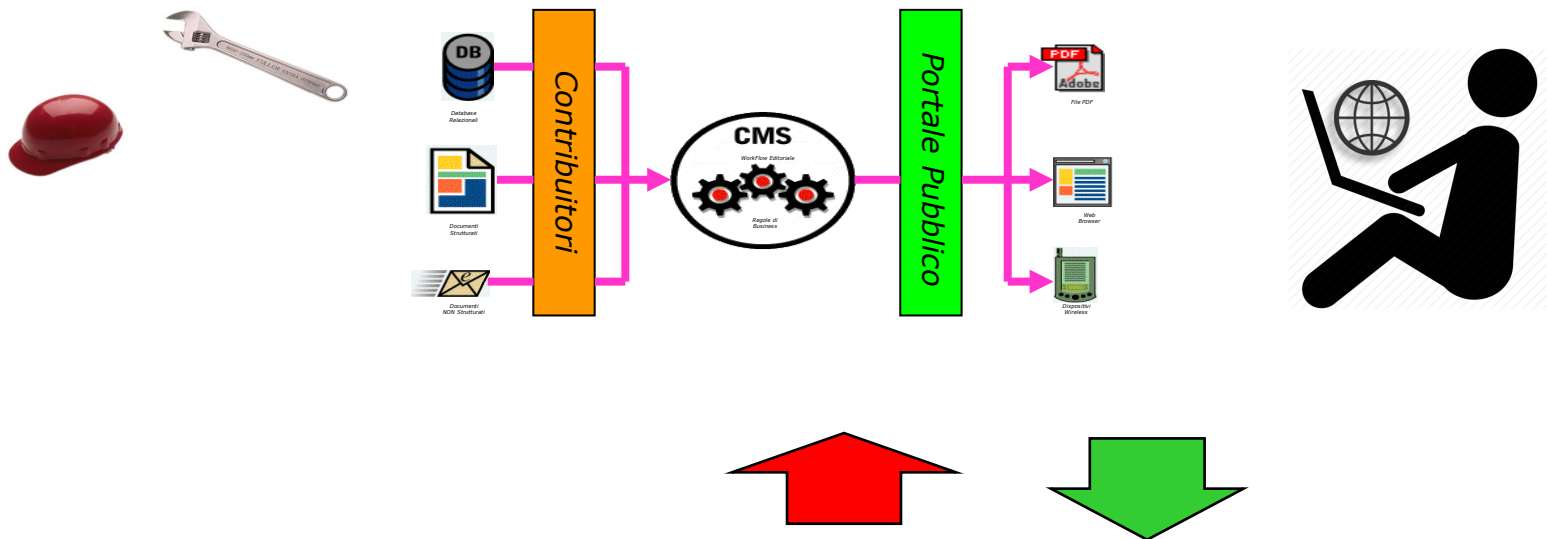 DB
Database
Relazionali
Documenti
Strutturati
e
Documenti
NON Strutturati
Contribuitori
CMS
WorkFlow Editoriale
Regole di
Business
Portale Pubblico
PDF
Adobe
File PDF
Web
Browser
Dispositivi
Wireless